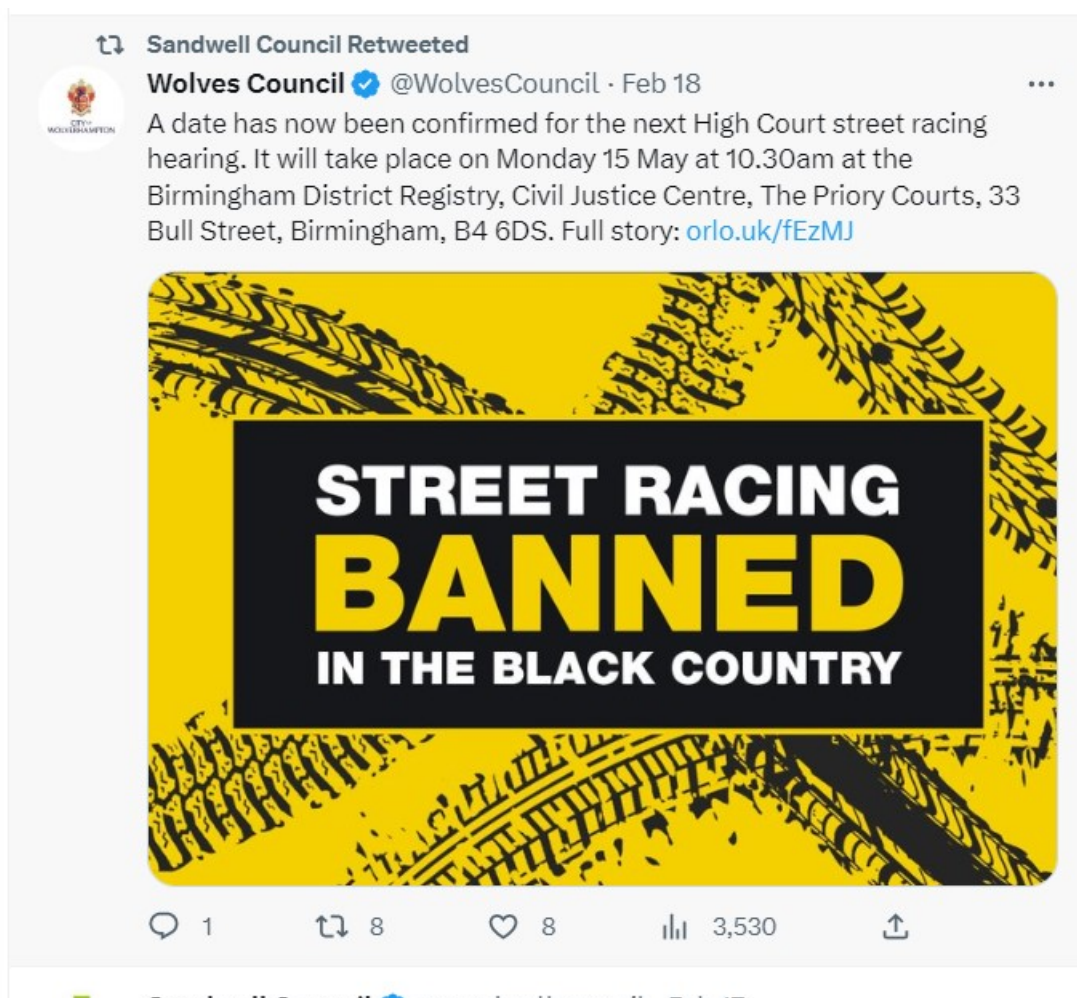 Sandwell Council Retweeted
Wolves Council @WolvesCouncil · Feb 18
CITY OF
WOLVERHAMPTON
A date has now been confirmed for the next High Court street racing
hearing. It will take place on Monday 15 May at 10.30am at the
Birmingham District Registry, Civil Justice Centre, The Priory Courts, 33
Bull Street, Birmingham, B4 6DS. Full story: orlo.uk/fEzMJ
STREET RACING
BANNED
IN THE BLACK COUNTRY
1 8 8 3,530